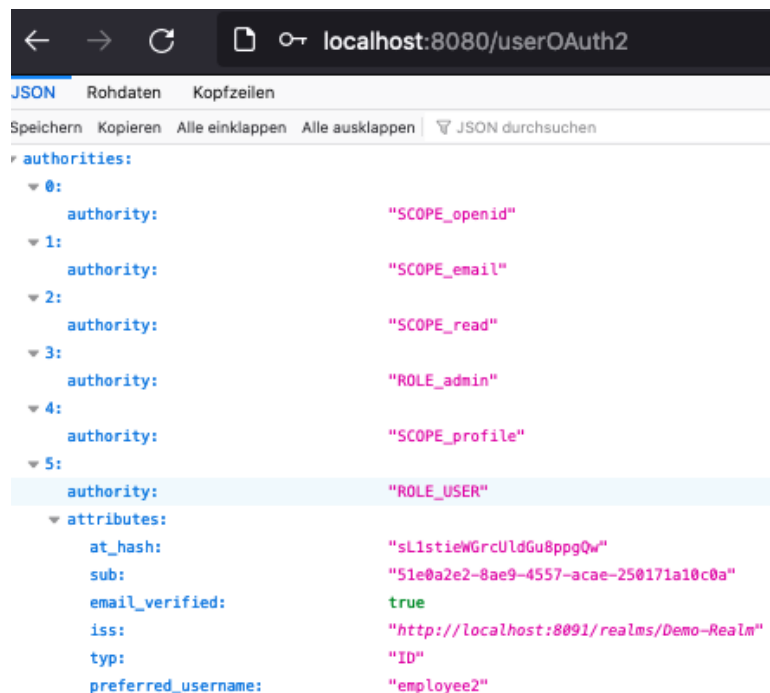 localhost:8080/userOAuth2
JSON Rohdaten Kopfzeilen
Speichern Kopieren Alle einklappen Alle ausklappen JSON durchsuchen
authorities:
0:
authority: "SCOPE_openid"
1:
authority: "SCOPE_email"
2:
authority: "SCOPE_read"
3:
authority: "ROLE_admin"
4:
authority: "SCOPE_profile"
5:
authority: "ROLE_USER"
attributes:
at_hash: "sL1stieWGrcUldGu8ppgQw"
sub: "51e0a2e2-8ae9-4557-acae-250171a10c0a"
email_verified: true
iss: "http://localhost:8091/realms/Demo-Realm"
typ: "ID"
preferred_username: "employee2"